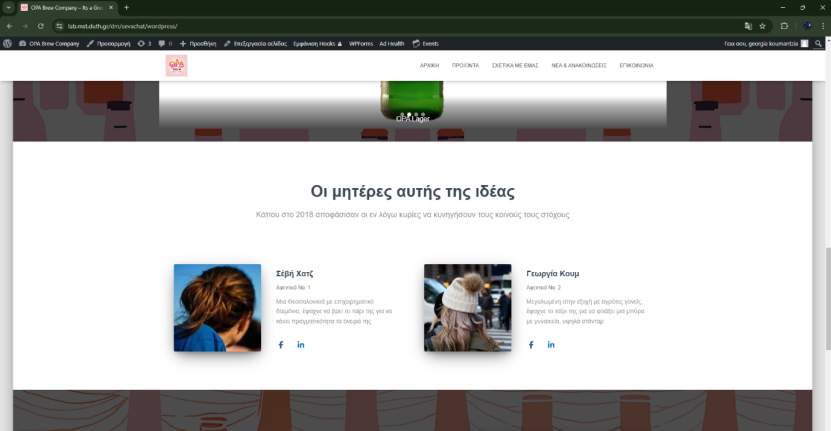 OPA Brew Company – Its a Grea
lab.mst.duth.gr/dm/sevachat/wordpress/
OPA Brew Company Προσαρμογή 3 0 Προσθήκη Επεξεργασία σελίδας Εμφάνιση Hooks WPForms Ad Health Events Γεια σου, georgia koumantzia
OPA
ΑΡΧΙΚΗ ΠΡΟΪΟΝΤΑ ΣΧΕΤΙΚΑ ΜΕ ΕΜΑΣ ΝΕΑ & ΑΝΑΚΟΙΝΩΣΕΙΣ ΕΠΙΚΟΙΝΩΝΙΑ
OPA Lager
Οι μητέρες αυτής της ιδέας
Κάπου στο 2018 αποφάσισαν οι εν λόγω κυρίες να κυνηγήσουν τους κοινούς τους στόχους
Σέβή Χατζ
Αφεντικό Νο. 1
Μια Θεσσαλονικιά με επιχειρηματικό
δαιμόνιο, έψαχνε να βρει το ταίρι της για να
κάνει πραγματικότητα τα όνειρά της
Γεωργία Κουμ
Αφεντικό Νο. 2
Μεγαλωμένη στην εξοχή με αγρότες γονείς,
έψαχνε το ταίρι της για να φτιάξει μια μπύρα
με γυναικεία, υψηλά στάνταρ